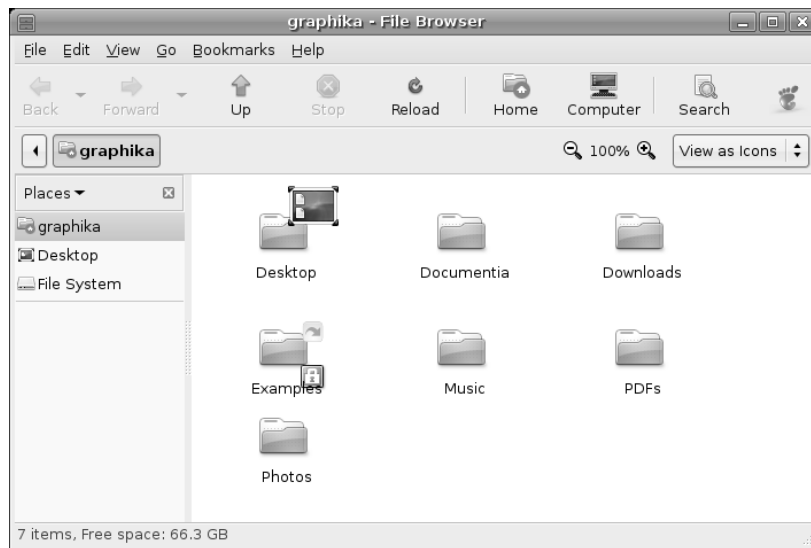 graphika - File Browser
File Edit View Go Bookmarks Help
Back Forward Up Stop Reload Home Computer Search
graphika 100% View as Icons
Places
graphika
Desktop
File System
Desktop Documentia Downloads
Examples Music PDFs
Photos
7 items, Free space: 66.3 GB